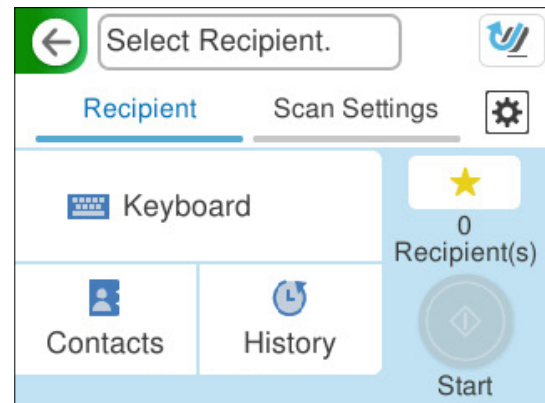 Select Recipient.
Recipient
Scan Settings
Keyboard
0
Recipient(s)
Contacts
History
Start